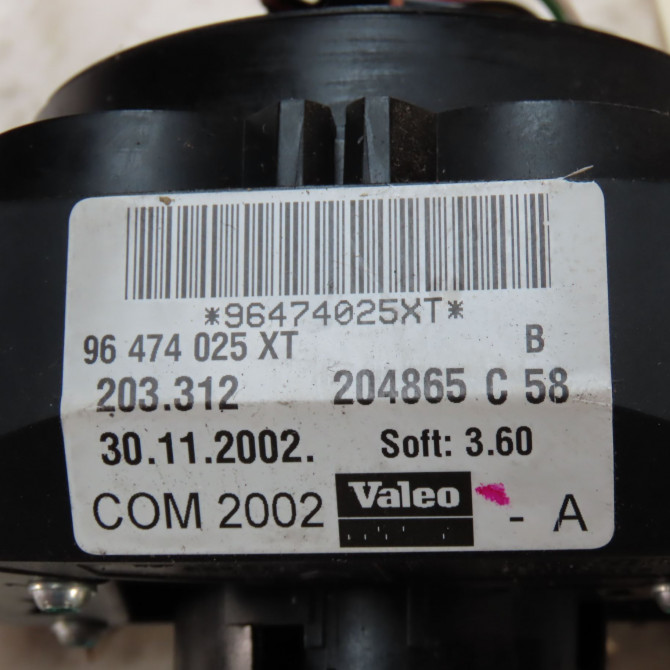 *96474025XT*
96 474 025 XT B
203.312 204865 C 58
30.11.2002. Soft: 3.60
COM 2002 Valeo - A